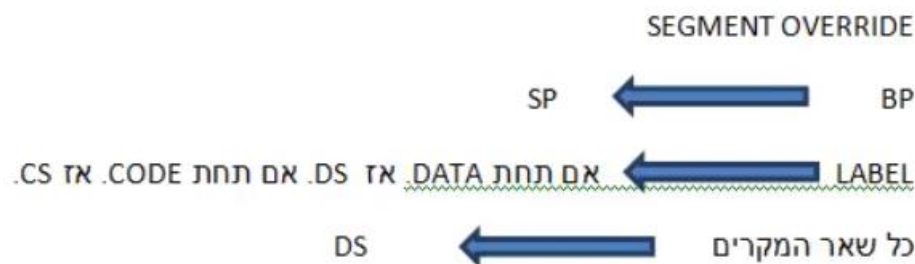 SEGMENT OVERRIDE
BP SP
LABEL אם תחת DATA. אז DS. אם תחת CODE. אז CS.
כל שאר המקרים DS